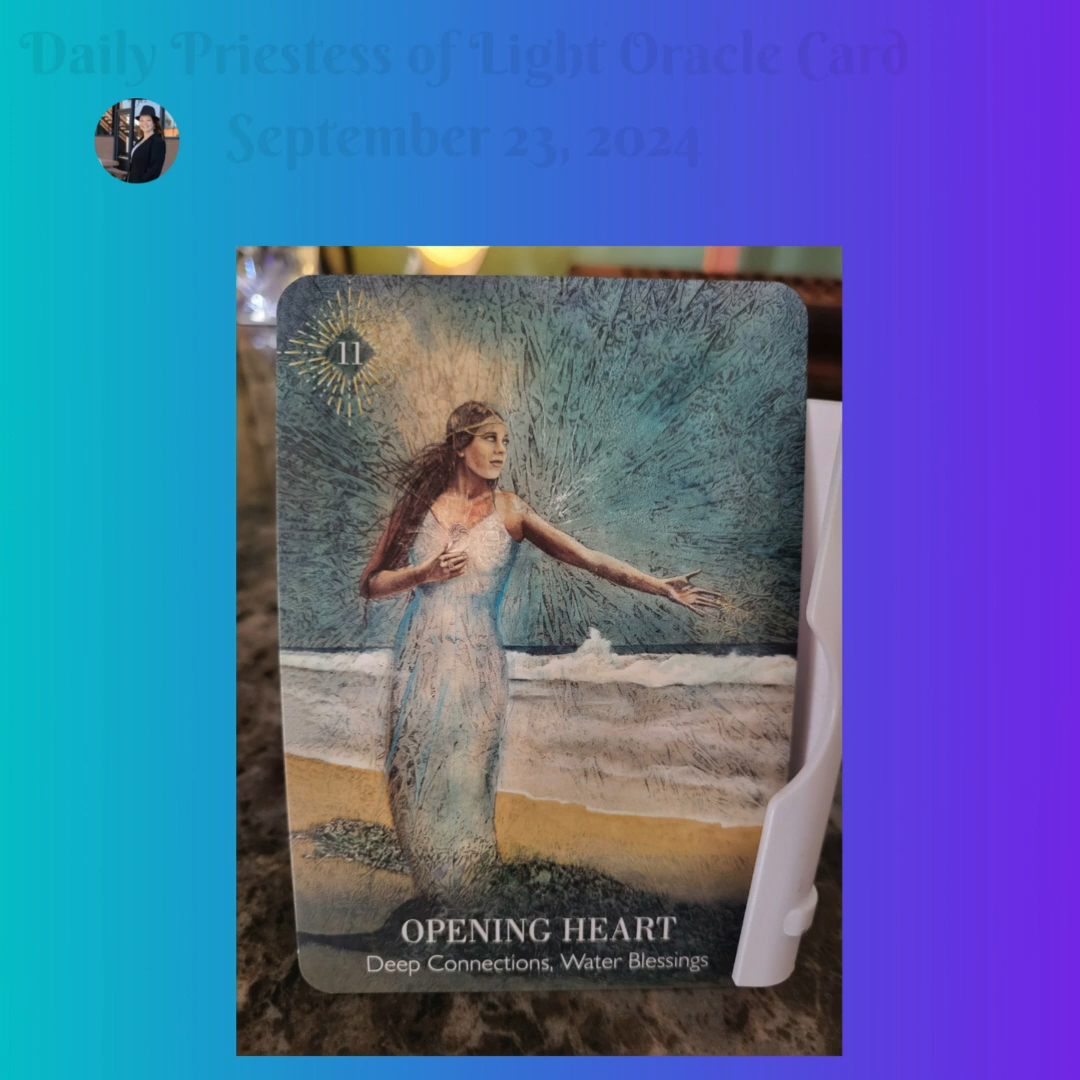 Daily Priestess of Light Oracle Card
September 23, 2024
11
OPENING HEART
Deep Connections, Water Blessings